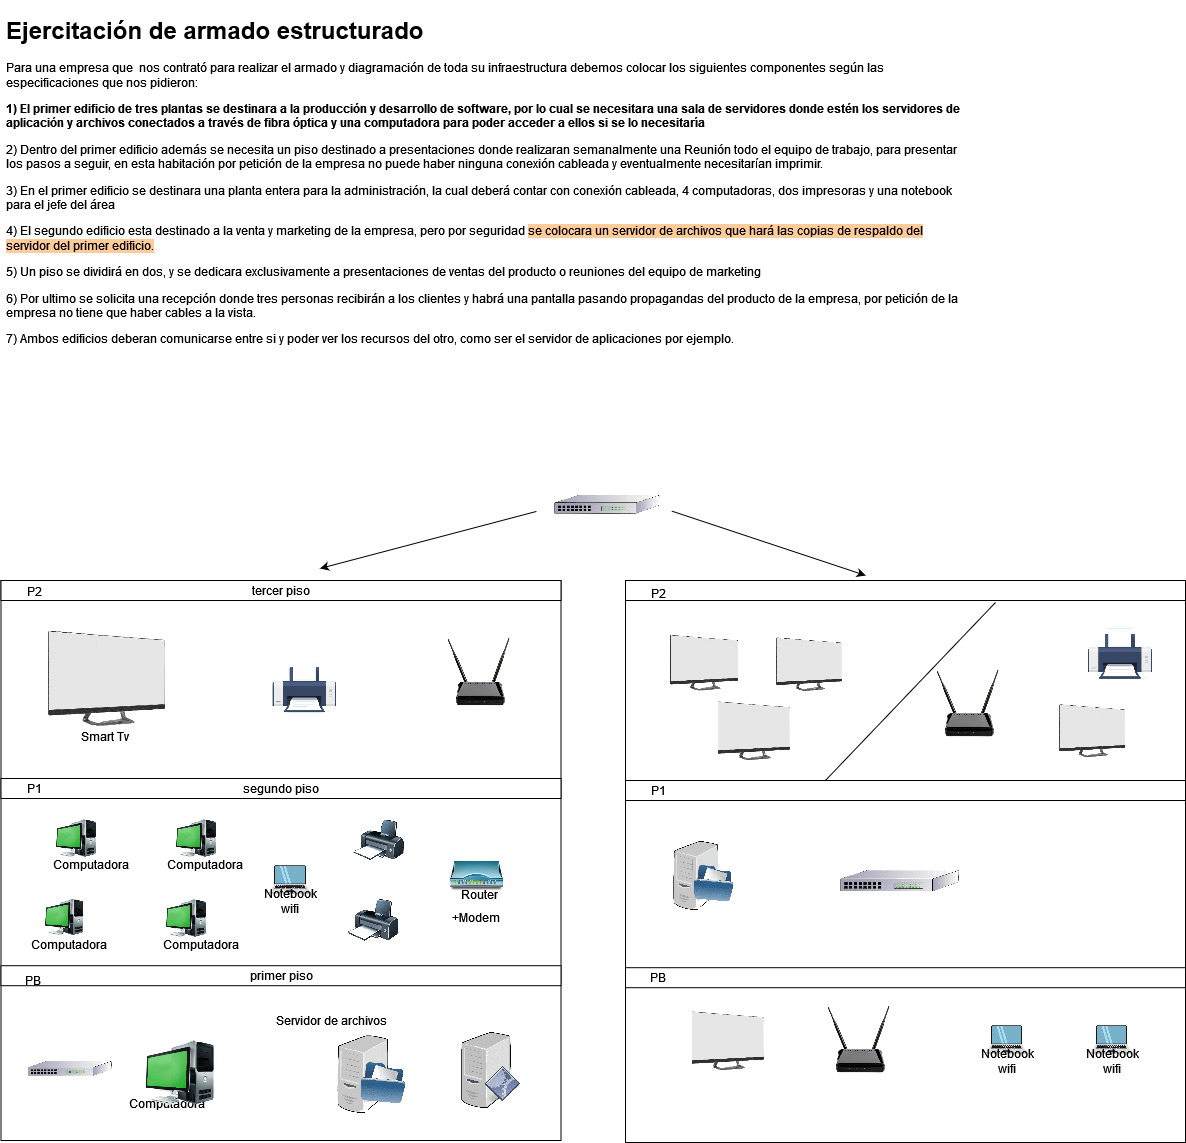 Ejercitación de armado estructurado
Para una empresa que  nos contrató para realizar el armado y diagramación de toda su infraestructura debemos colocar los siguientes componentes según las
especificaciones que nos pidieron:
1) El primer edificio de tres plantas se destinara a la producción y desarrollo de software, por lo cual se necesitara una sala de servidores donde estén los servidores de
aplicación y archivos conectados a través de fibra óptica y una computadora para poder acceder a ellos si se lo necesitaria
2) Dentro del primer edificio además se necesita un piso destinado a presentaciones donde realizaran semanalmente una Reunión todo el equipo de trabajo, para presentar
los pasos a seguir, en esta habitación por petición de la empresa no puede haber ninguna conexión cableada y eventualmente necesitarían imprimir.
3) En el primer edificio se destinara una planta entera para la administración, la cual deberá contar con conexión cableada, 4 computadoras, dos impresoras y una notebook
para el jefe del área
4) El segundo edificio esta destinado a la venta y marketing de la empresa, pero por seguridad se colocara un servidor de archivos que hará las copias de respaldo del
servidor del primer edificio.
5) Un piso se dividirá en dos, y se dedicara exclusivamente a presentaciones de ventas del producto o reuniones del equipo de marketing
6) Por ultimo se solicita una recepción donde tres personas recibirán a los clientes y habrá una pantalla pasando propagandas del producto de la empresa, por petición de la
empresa no tiene que haber cables a la vista.
7) Ambos edificios deberan comunicarse entre si y poder ver los recursos del otro, como ser el servidor de aplicaciones por ejemplo.
P2
tercer piso
Smart Tv
P1
segundo piso
Computadora
Computadora
Notebook
wifi
Router
+Modem
Computadora
Computadora
PB
primer piso
Servidor de archivos
Computadora
P2
P1
PB
Notebook
wifi
Notebook
wifi